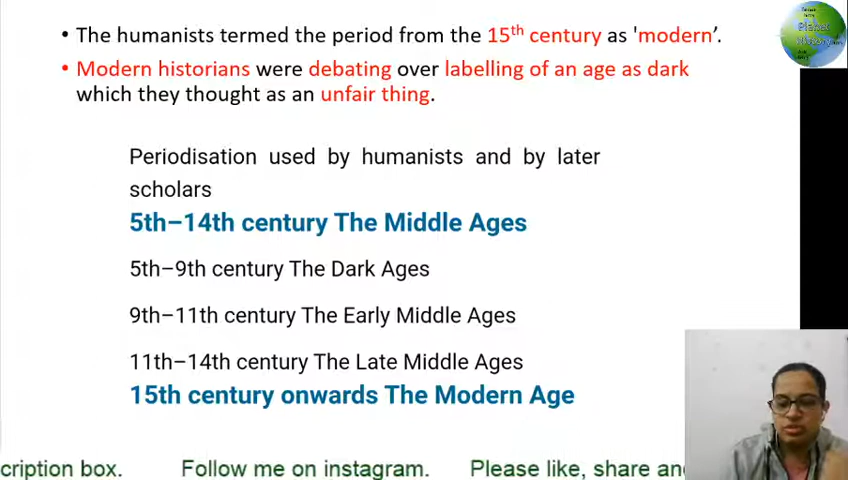 • The humanists termed the period from the 15th century as 'modern’.
• Modern historians were debating over labelling of an age as dark
which they thought as an unfair thing.
Periodisation used by humanists and by later
scholars
5th–14th century The Middle Ages
5th–9th century The Dark Ages
9th–11th century The Early Middle Ages
11th–14th century The Late Middle Ages
15th century onwards The Modern Age
cription box. Follow me on instagram. Please like, share an